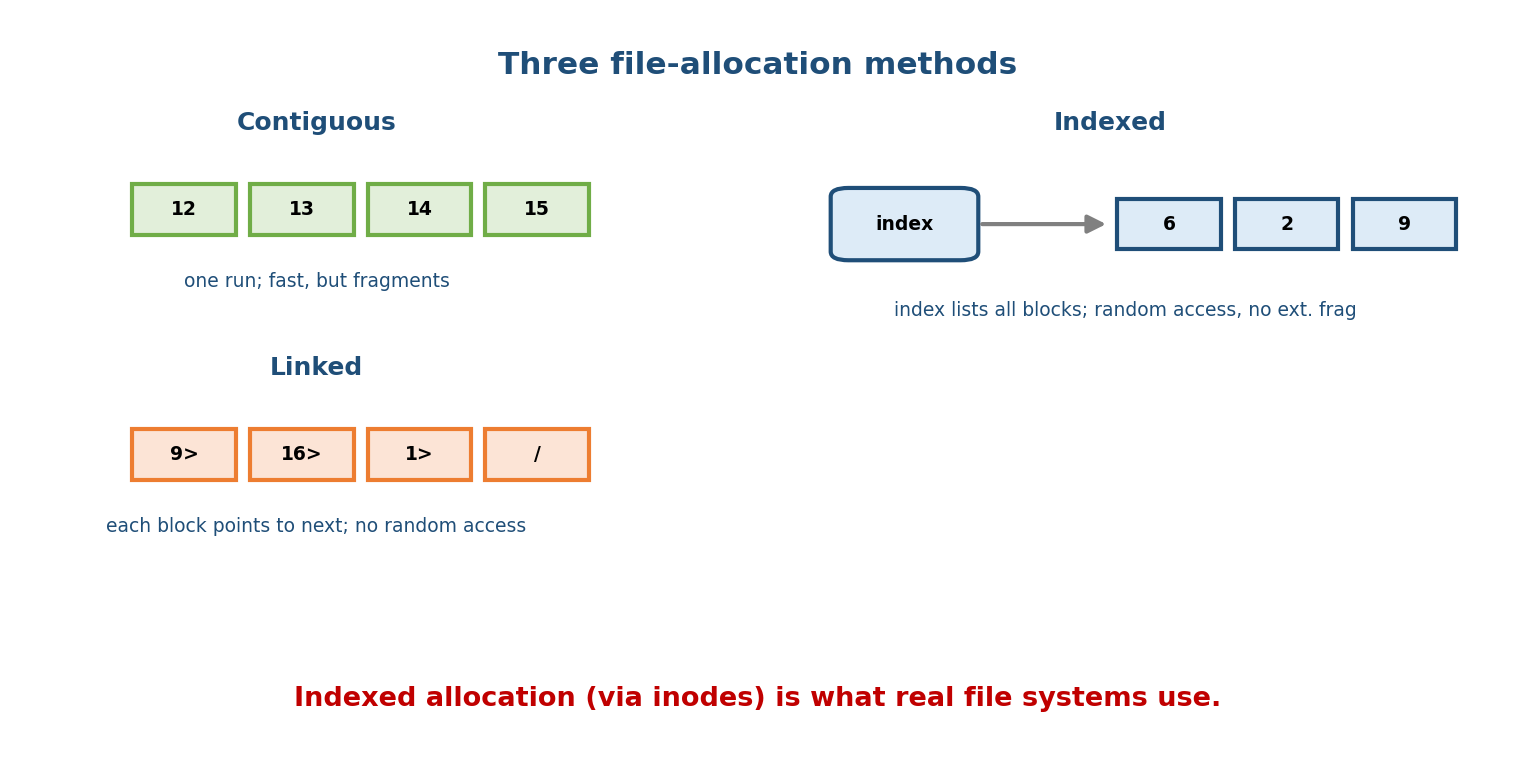 Three file-allocation methods
Contiguous
12 13 14 15
one run; fast, but fragments
Linked
9> 16> 1> /
each block points to next; no random access
Indexed
index 6 2 9
index lists all blocks; random access, no ext. frag
Indexed allocation (via inodes) is what real file systems use.